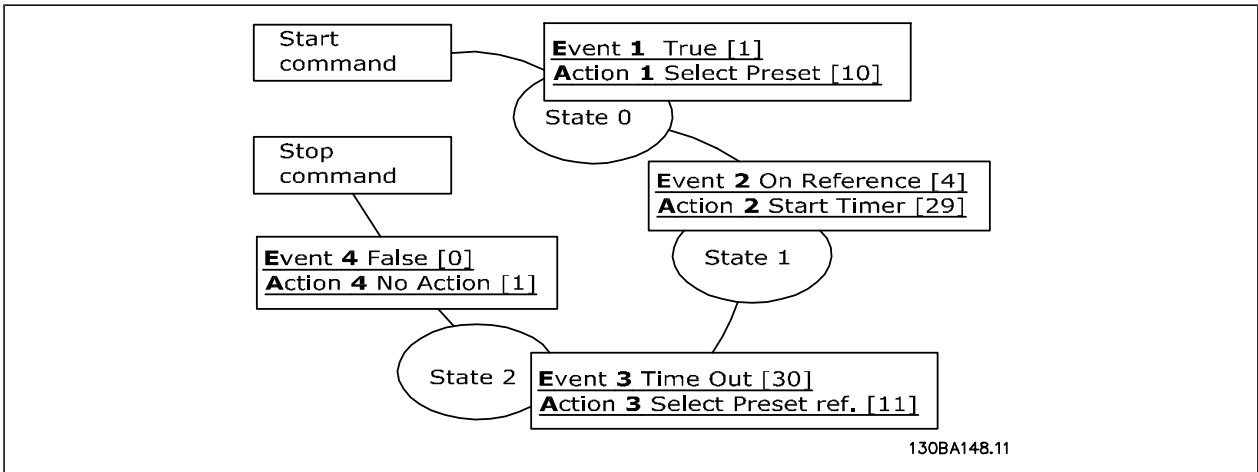 Start
command
Event 1 True [1]
Action 1 Select Preset [10]
State 0
Stop
command
Event 2 On Reference [4]
Action 2 Start Timer [29]
State 1
Event 4 False [0]
Action 4 No Action [1]
State 2
Event 3 Time Out [30]
Action 3 Select Preset ref. [11]
130BA148.11